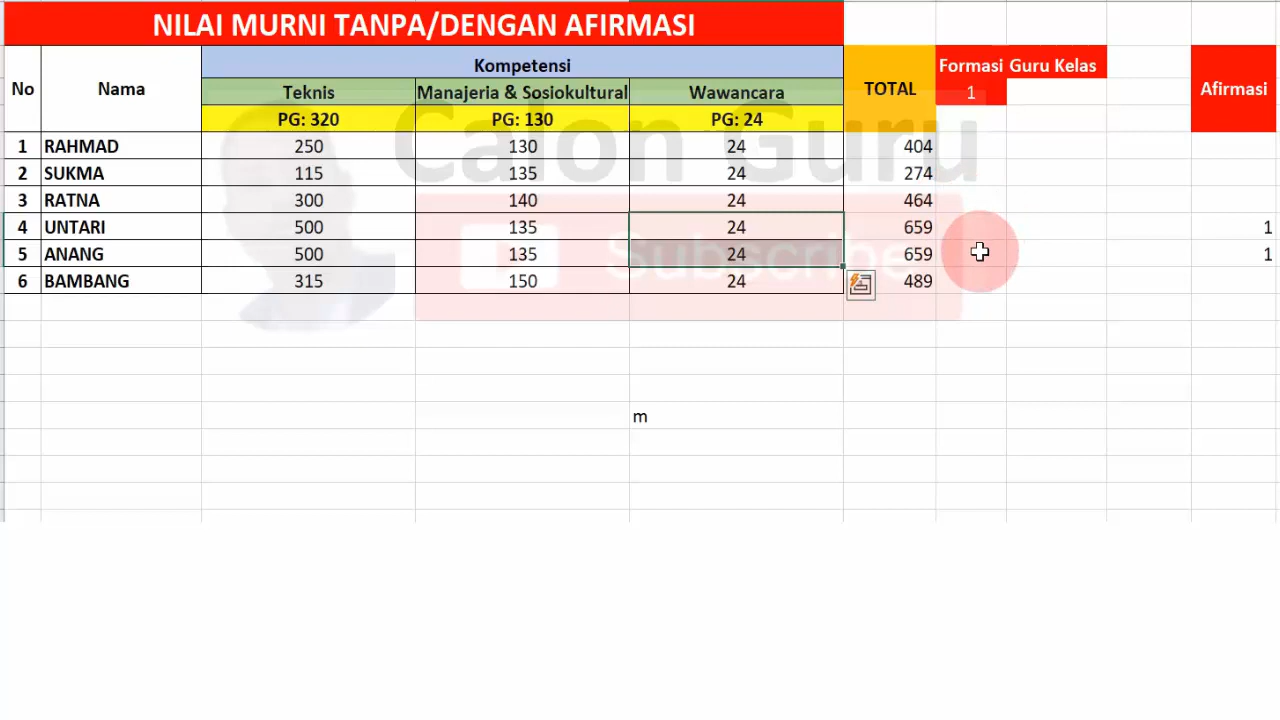 NILAI MURNI TANPA/DENGAN AFIRMASI
No Nama Kompetensi TOTAL Formasi Guru Kelas Afirmasi
Teknis Manajeria & Sosiokultural Wawancara 1
PG: 320 PG: 130 PG: 24
1 RAHMAD 250 130 24 404
2 SUKMA 115 135 24 274
3 RATNA 300 140 24 464
4 UNTARI 500 135 24 659 1
5 ANANG 500 135 24 659 1
6 BAMBANG 315 150 24 489
m
Calon Guru
Subscribe